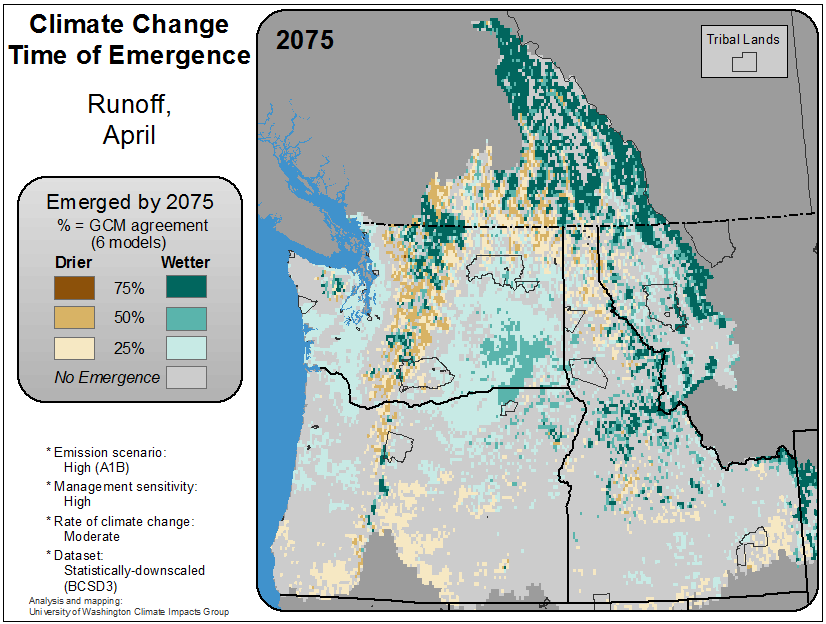 Climate Change
Time of Emergence
Runoff,
April
Emerged by 2075
% = GCM agreement
(6 models)
Drier Wetter
75%
50%
25%
No Emergence
* Emission scenario:
High (A1B)
* Management sensitivity:
High
* Rate of climate change:
Moderate
* Dataset:
Statistically-downscaled
(BCSD3)
Analysis and mapping:
University of Washington Climate Impacts Group
2075
Tribal Lands